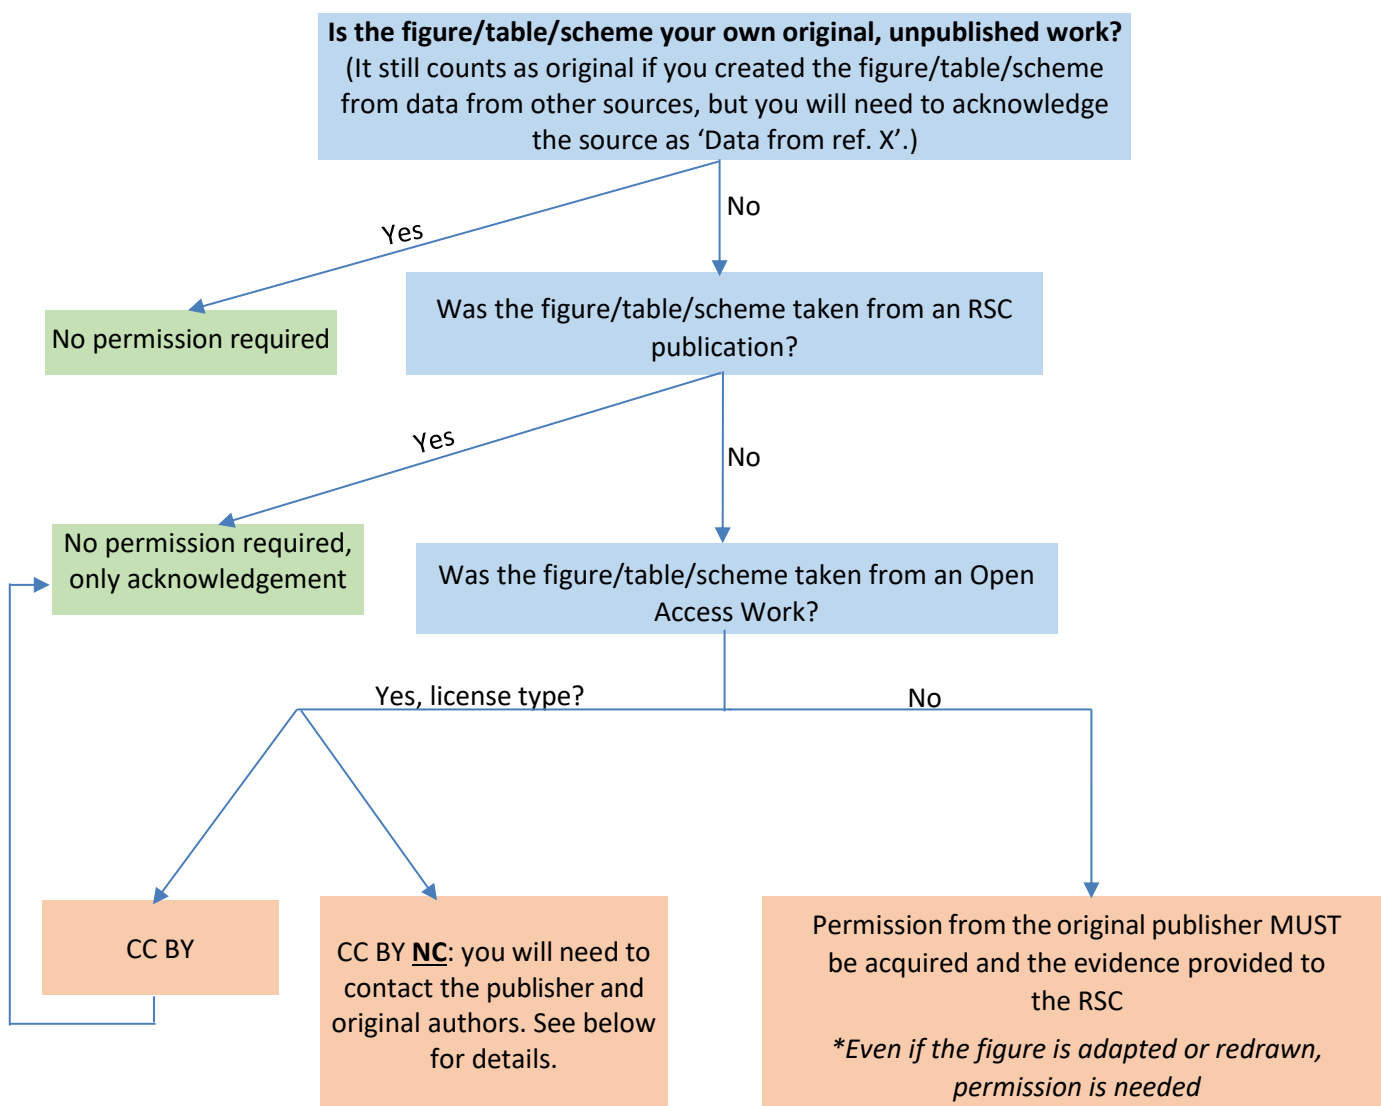 Is the figure/table/scheme your own original, unpublished work?
(It still counts as original if you created the figure/table/scheme
from data from other sources, but you will need to acknowledge
the source as ‘Data from ref. X’.)
Yes
No
No permission required
Was the figure/table/scheme taken from an RSC
publication?
Yes
No
No permission required,
only acknowledgement
Was the figure/table/scheme taken from an Open
Access Work?
Yes, license type?
No
CC BY
CC BY NC: you will need to
contact the publisher and
original authors. See below
for details.
Permission from the original publisher MUST
be acquired and the evidence provided to
the RSC
*Even if the figure is adapted or redrawn,
permission is needed